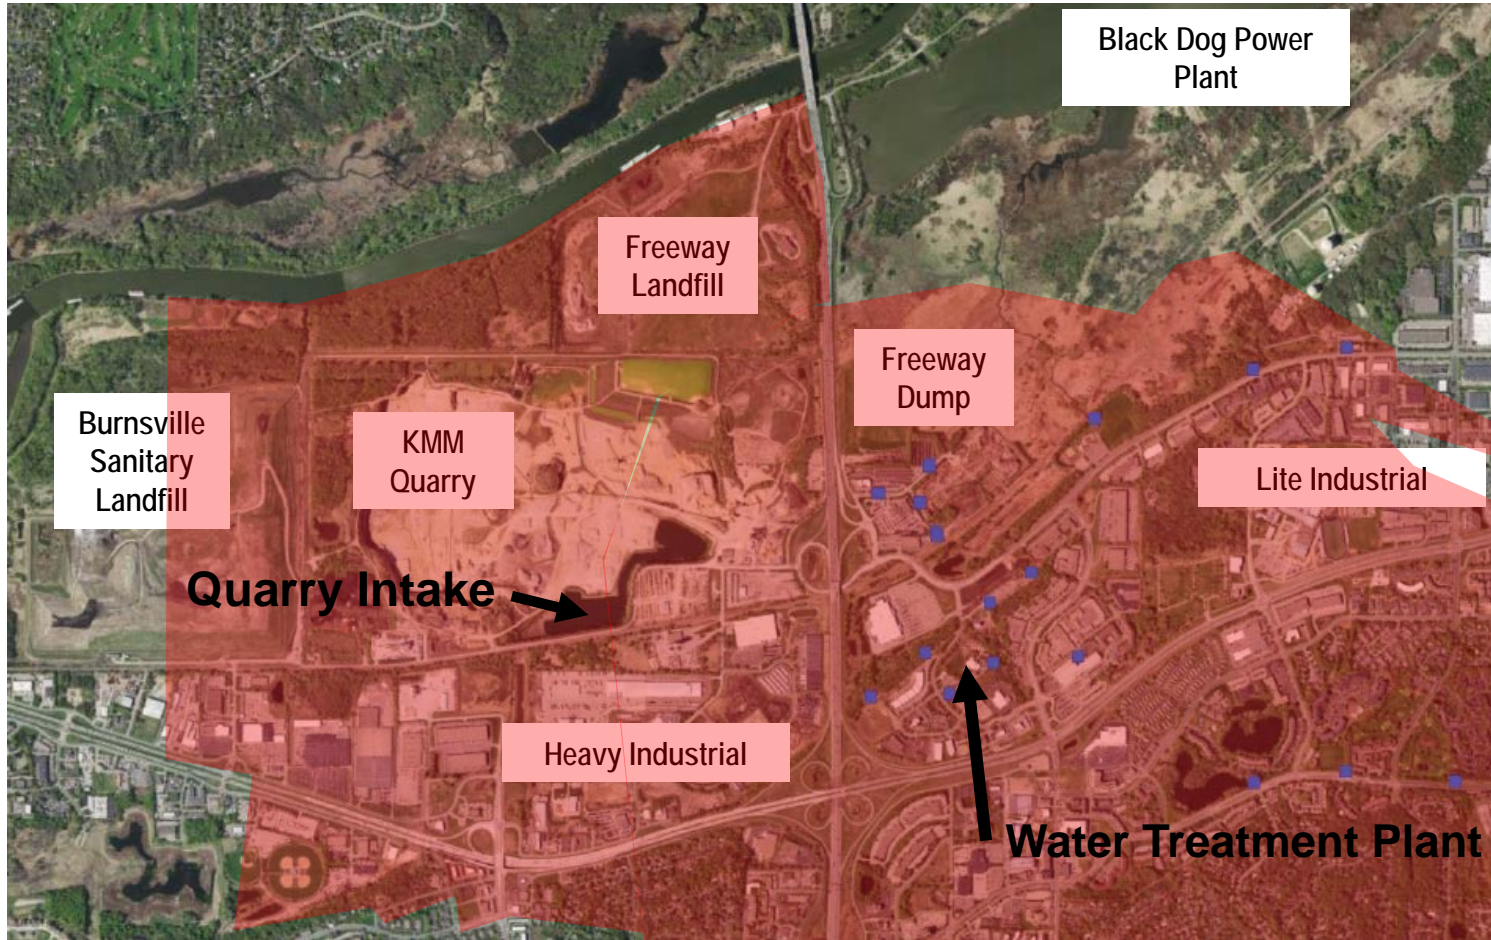 Black Dog Power
Plant
Freeway
Landfill
Freeway
Dump
Burnsville
Sanitary
Landfill
KMM
Quarry
Lite Industrial
Quarry Intake
Heavy Industrial
Water Treatment Plant